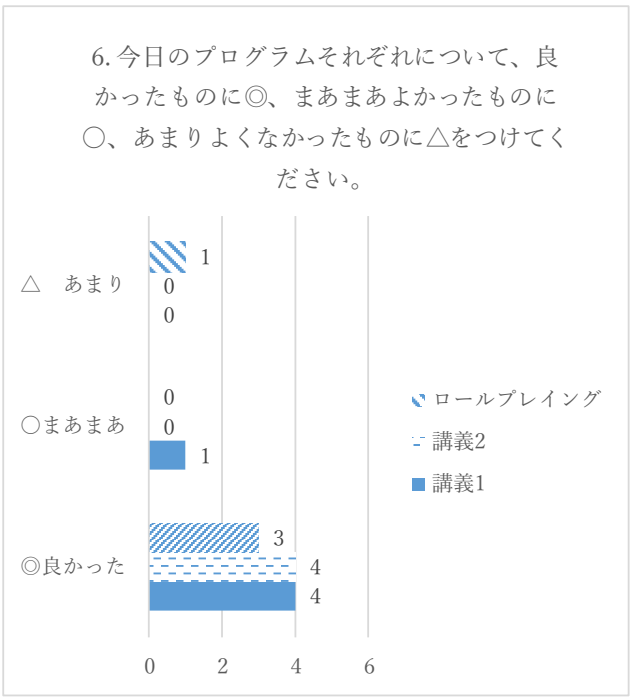 6. 今日のプログラムそれぞれについて、良
かったものに◎、まあまあよかったものに
〇、あまりよくなかったものに△をつけてく
ださい。
△　あまり
1
0
0
〇まあまあ
0
0
1
◎良かった
3
4
4
0 2 4 6
ロールプレイング
講義2
講義1